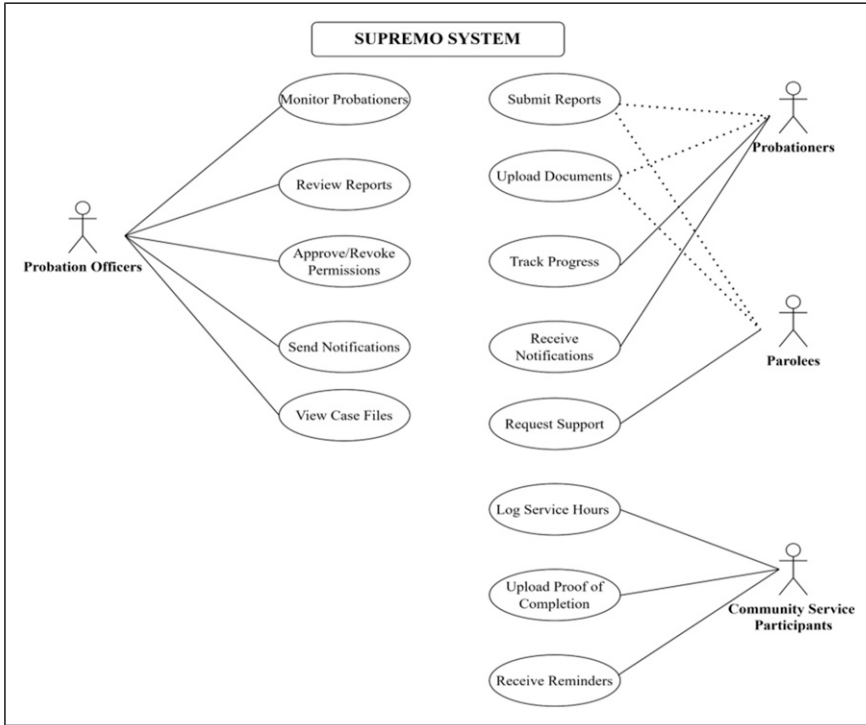 SUPREMO SYSTEM
Monitor Probationers
Review Reports
Approve/Revoke
Permissions
Send Notifications
View Case Files
Probation Officers
Submit Reports
Upload Documents
Track Progress
Receive
Notifications
Request Support
Log Service Hours
Upload Proof of
Completion
Receive Reminders
Probationers
Parolees
Community Service
Participants